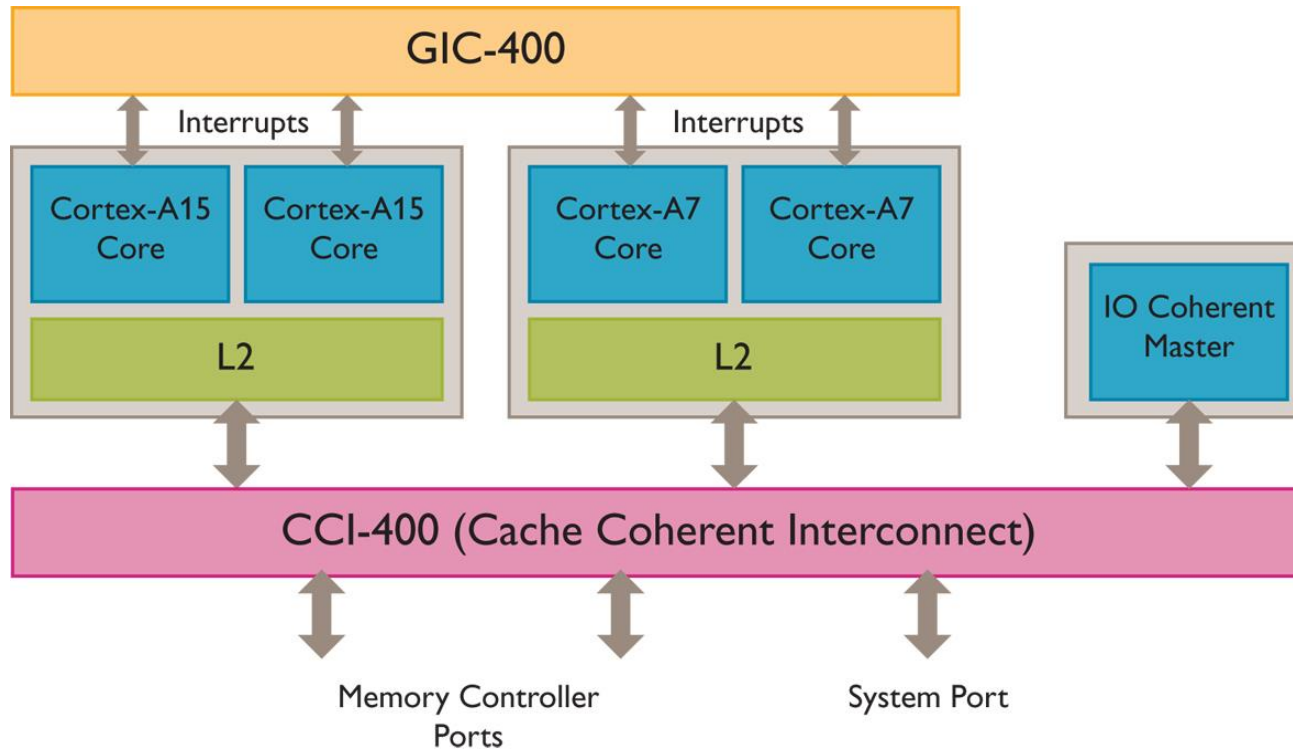 GIC-400
Interrupts
Interrupts
Cortex-A15
Core
Cortex-A15
Core
Cortex-A7
Core
Cortex-A7
Core
L2
L2
IO Coherent
Master
CCI-400 (Cache Coherent Interconnect)
Memory Controller
Ports
System Port